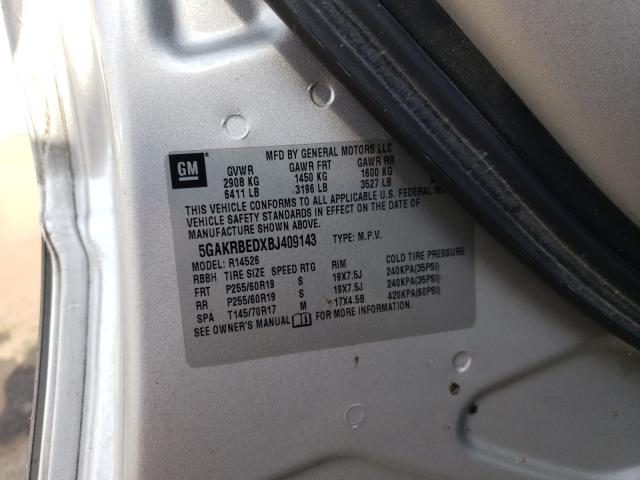 GM
MFD BY GENERAL MOTORS LLC
GVWR GAWR FRT GAWR RR
2908 KG 1450 KG 1600 KG
6411 LB 3196 LB 3527 LB
THIS VEHICLE CONFORMS TO ALL APPLICABLE U.S. FEDERAL
VEHICLE SAFETY STANDARDS IN EFFECT ON THE DATE OF
MANUFACTURE SHOWN ABOVE.
5GAKRBEDXBJ409143 TYPE: M.P.V.
MODEL: R14526
RBBH TIRE SIZE SPEED RTG RIM COLD TIRE PRESSURE
FRT P255/60R19 S 19X7.5J 240KPA(35PSI)
RR P255/60R19 S 19X7.5J 240KPA(35PSI)
SPA T145/70R17 M 17X4.5B 420KPA(60PSI)
SEE OWNER'S MANUAL FOR MORE INFORMATION.